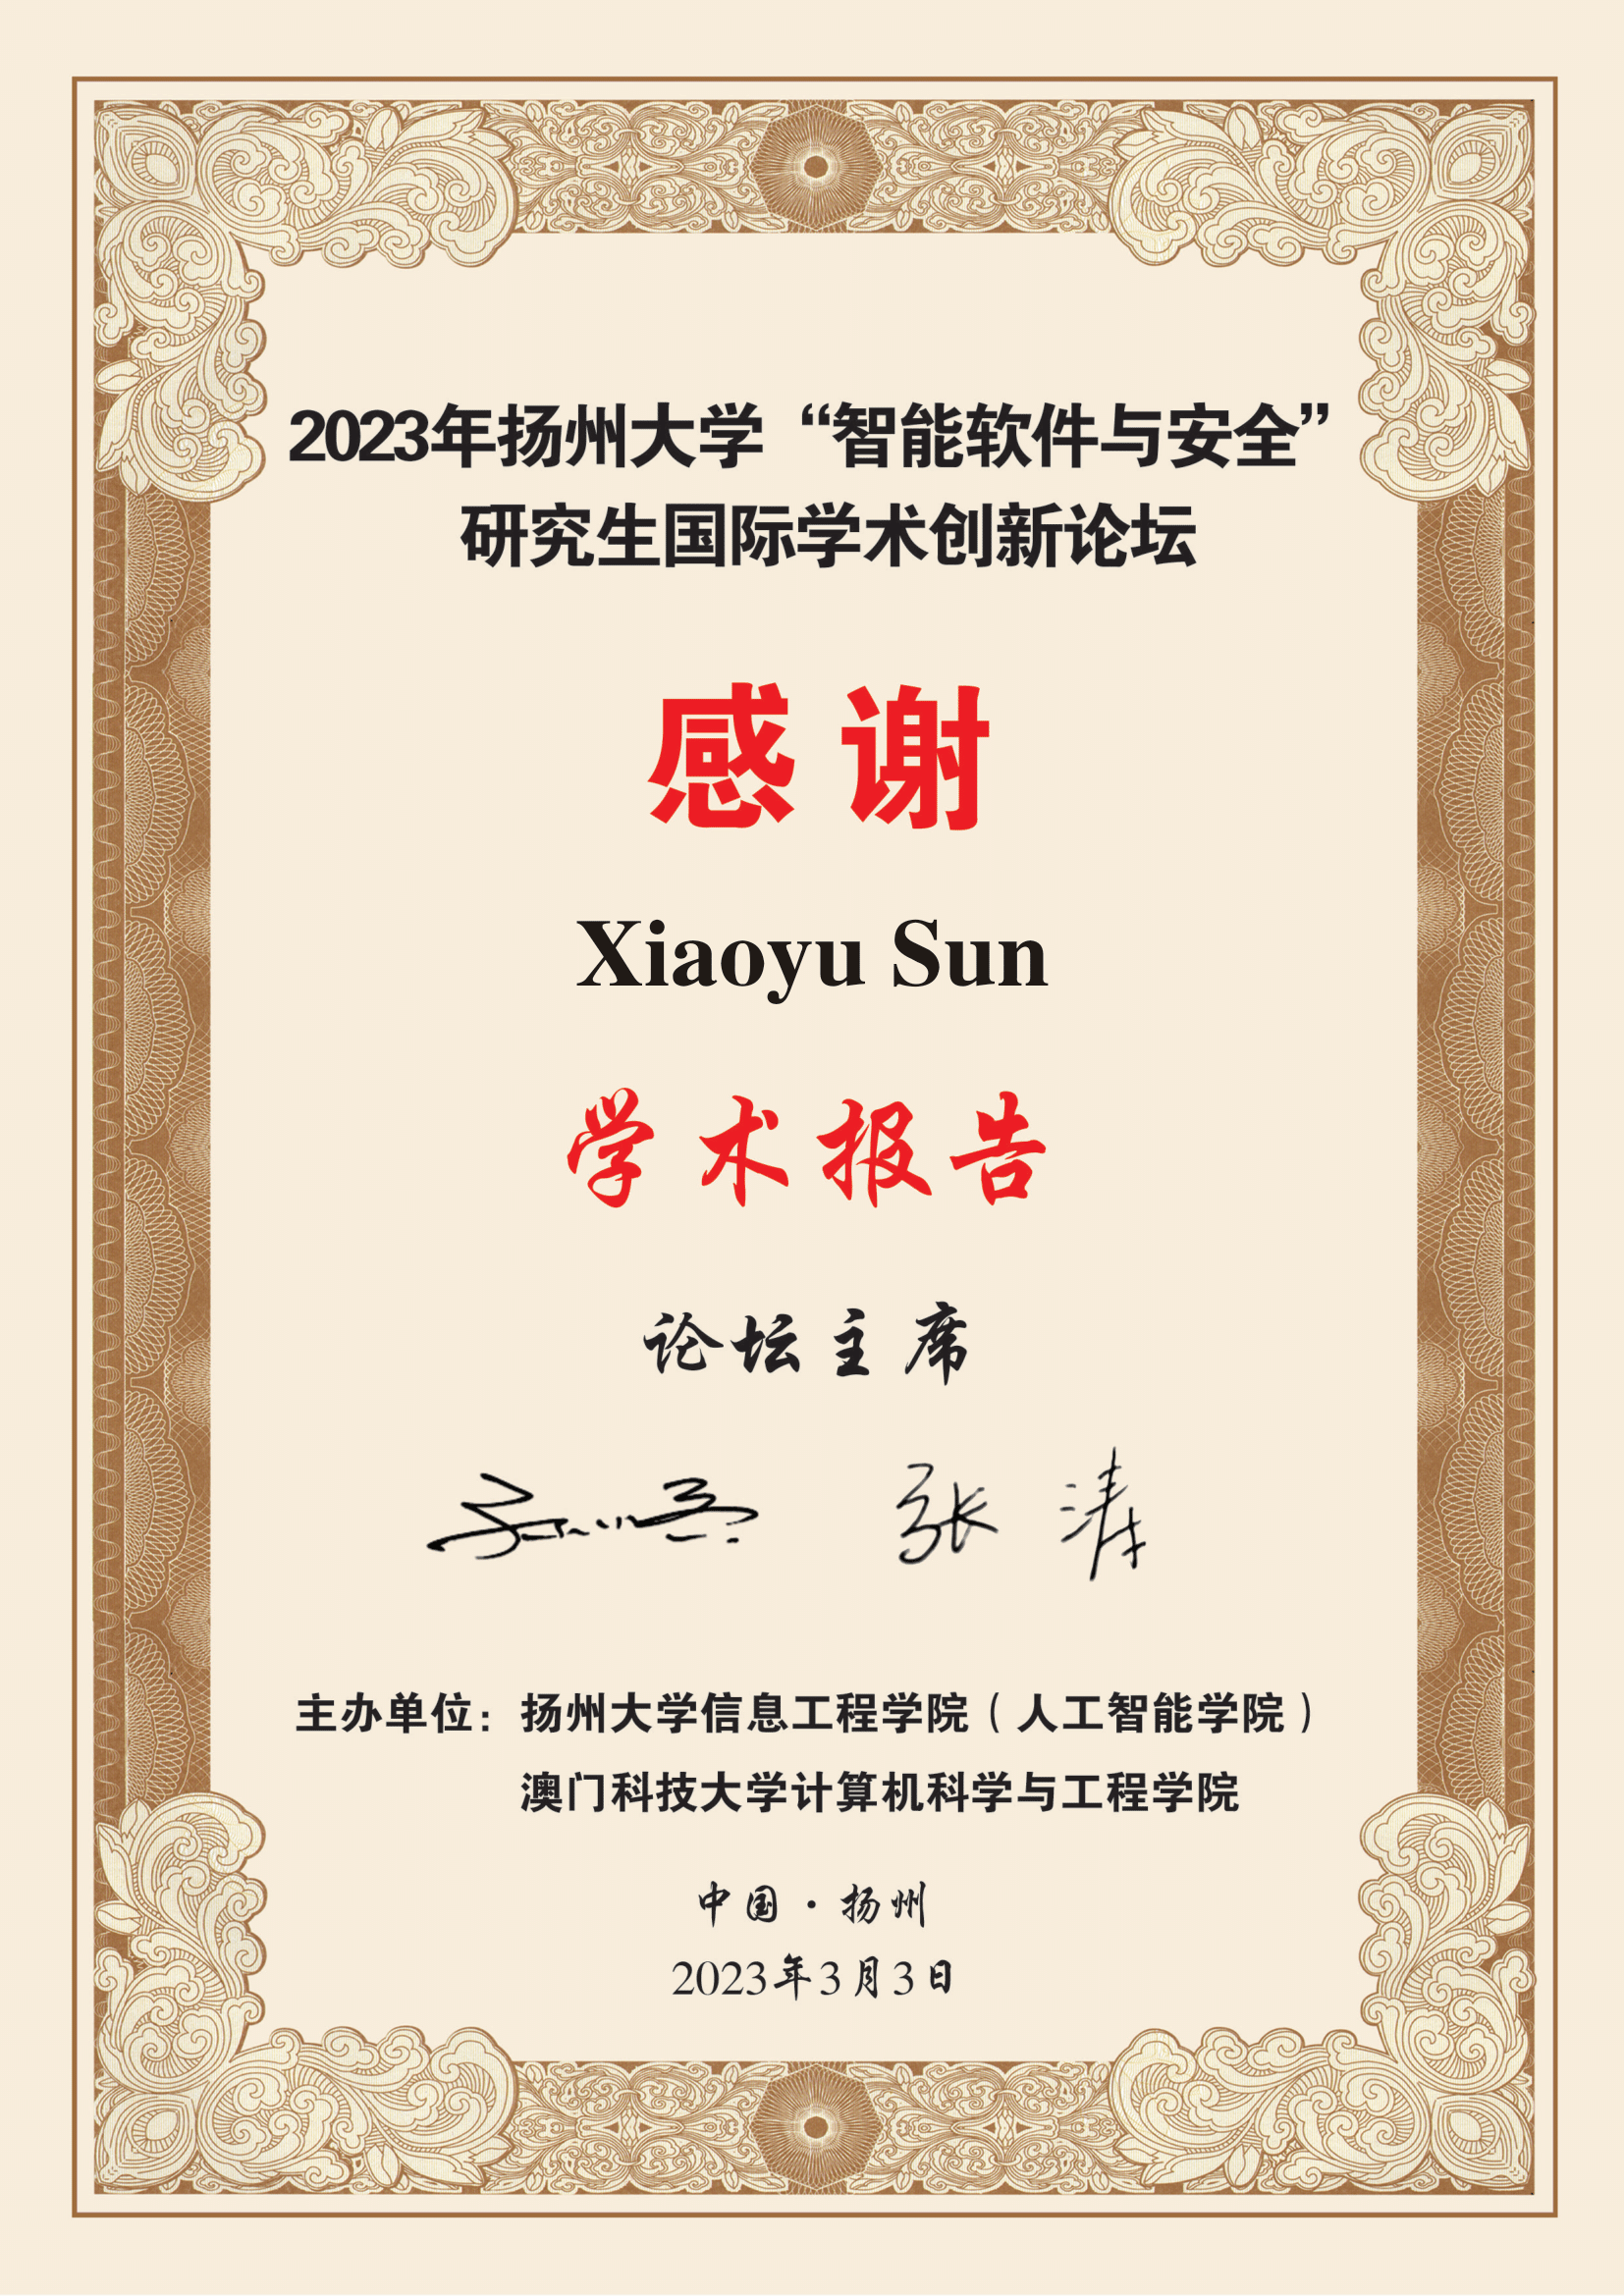 2023年扬州大学“智能软件与安全”
研究生国际学术创新论坛
感谢
Xiaoyu Sun
学术报告
论坛主席
张涛
主办单位：扬州大学信息工程学院（人工智能学院）
澳门科技大学计算机科学与工程学院
中国·扬州
2023年3月3日